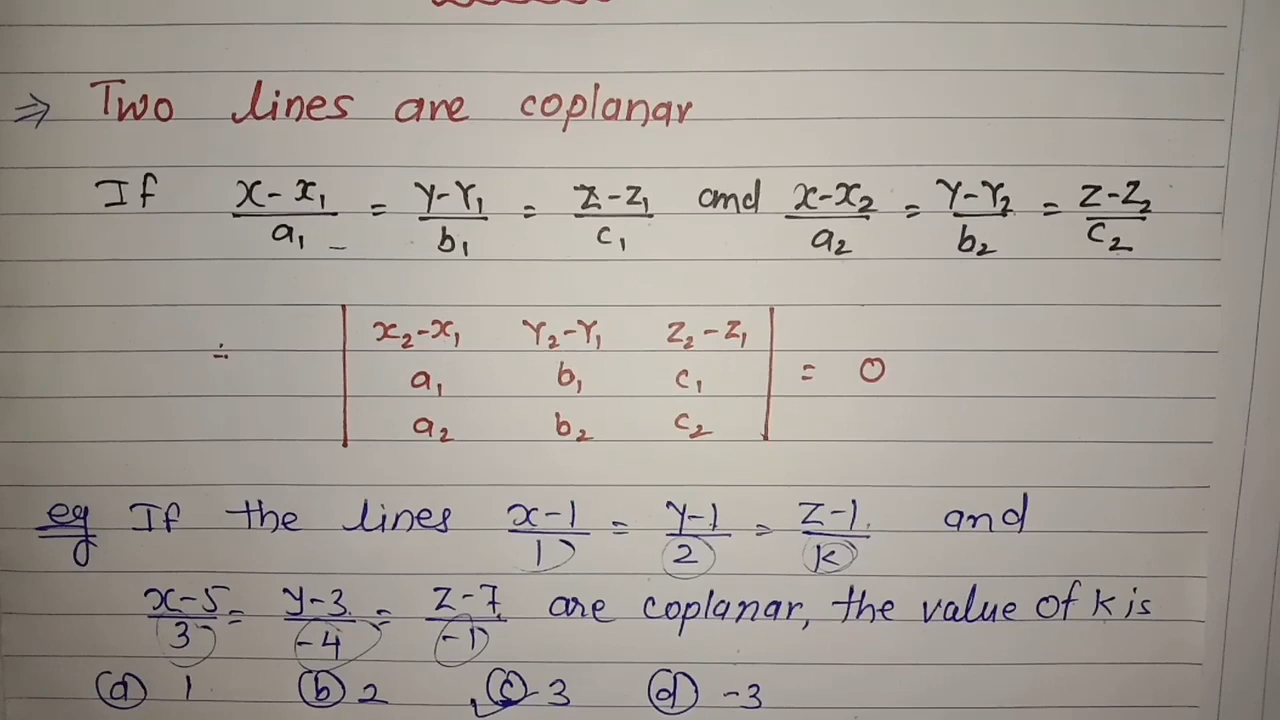 ⇒ Two lines are coplanar
If (x-x₁)/a₁ = (Y-Y₁)/b₁ = (Z-Z₁)/c₁ and (x-x₂)/a₂ = (Y-Y₂)/b₂ = (Z-Z₂)/c₂
÷ | x₂-x₁ Y₂-Y₁ Z₂-Z₁ |
| a₁ b₁ c₁ | = 0
| a₂ b₂ c₂ |
eg If the lines (x-1)/1 = (y-1)/2 = (z-1)/k and
(x-5)/3 = (y-3)/-4 = (z-7)/-1 are coplanar, the value of k is
(a) 1 (b) 2 (c) 3 (d) -3